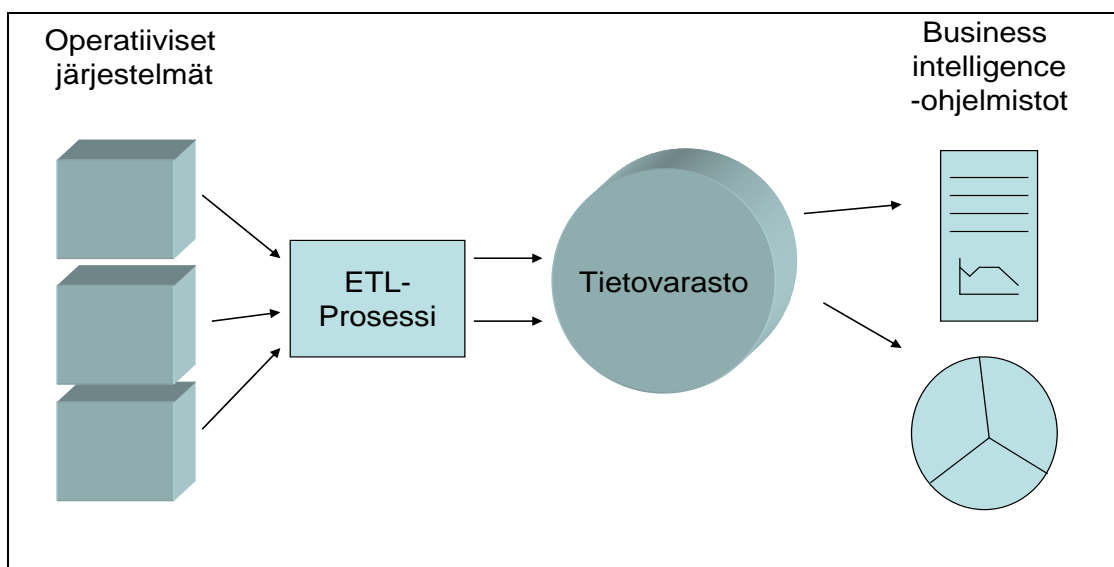 Operatiiviset
järjestelmät
Business
intelligence
-ohjelmistot
ETL-
Prosessi
Tietovarasto